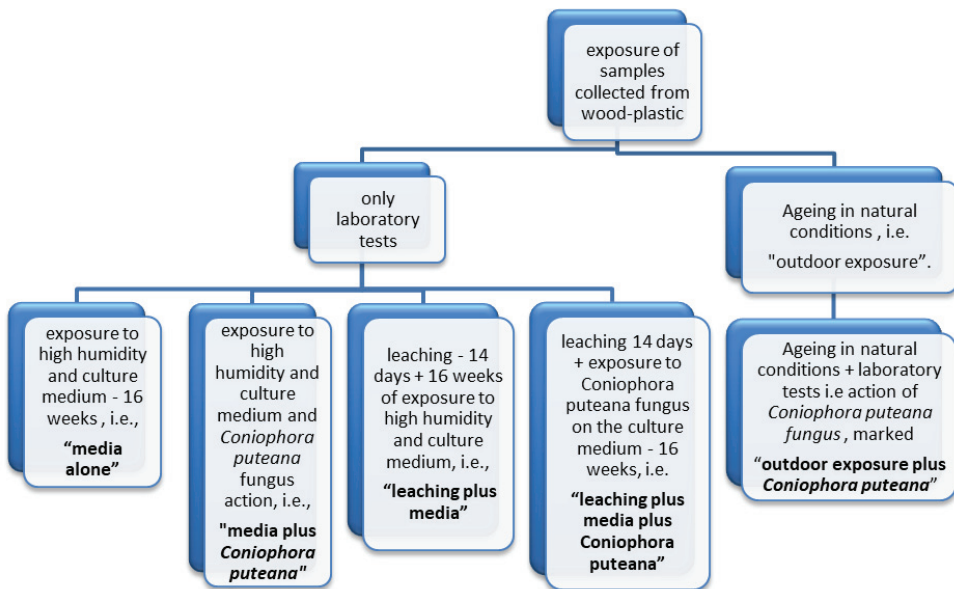 exposure of
samples
collected from
wood-plastic
only
laboratory
tests
Ageing in natural
conditions , i.e.
"outdoor exposure”.
exposure to
high humidity
and culture
medium - 16
weeks , i.e.,
“media
alone”
exposure to
high
humidity and
culture
medium and
Coniophora
puteana
fungus
action, i.e.,
"media plus
Coniophora
puteana"
leaching - 14
days + 16 weeks
of exposure to
high humidity
and culture
medium, i.e.,
“leaching plus
media”
leaching 14 days
+ exposure to
Coniophora
puteana fungus
on the culture
medium - 16
weeks, i.e.
“leaching plus
media plus
Coniophora
puteana”
Ageing in natural
conditions + laboratory
tests i.e action of
Coniophora puteana
fungus , marked
“outdoor exposure plus
Coniophora puteana”